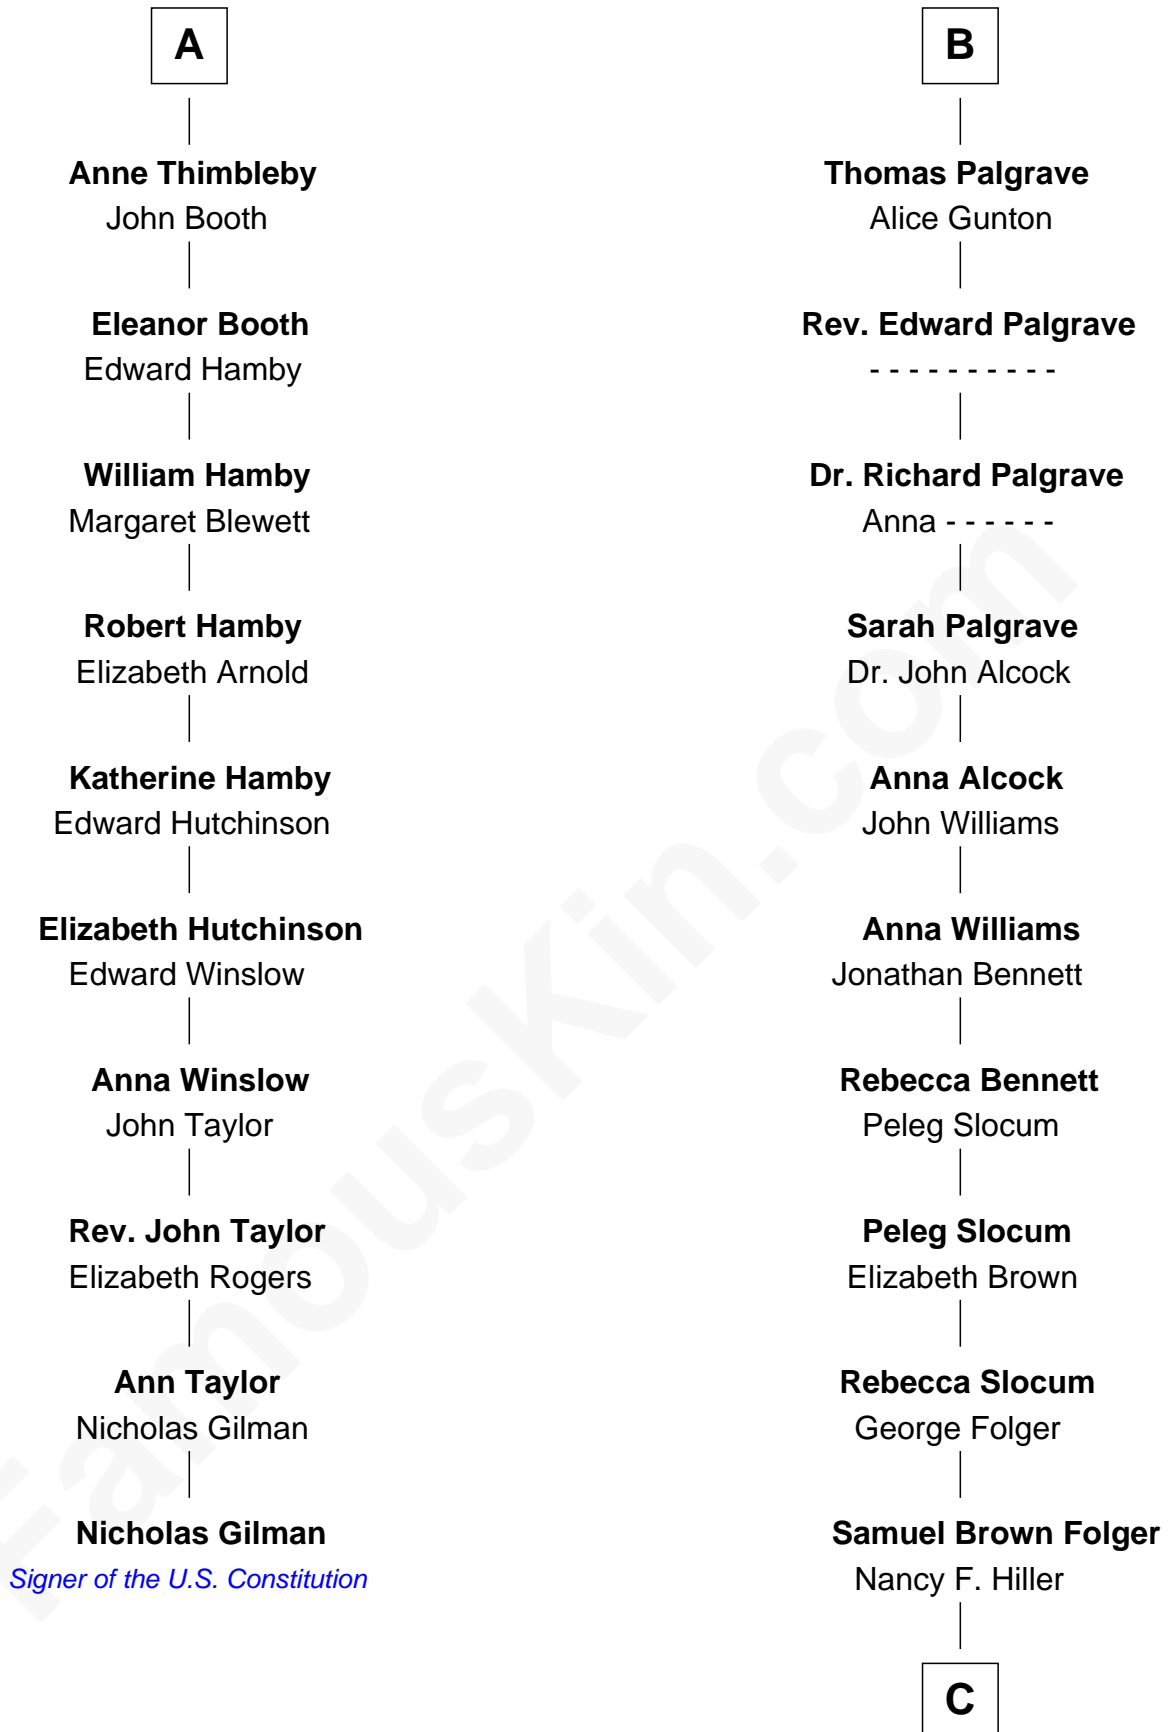 A
Anne Thimbleby
John Booth
Eleanor Booth
Edward Hamby
William Hamby
Margaret Blewett
Robert Hamby
Elizabeth Arnold
Katherine Hamby
Edward Hutchinson
Elizabeth Hutchinson
Edward Winslow
Anna Winslow
John Taylor
Rev. John Taylor
Elizabeth Rogers
Ann Taylor
Nicholas Gilman
Nicholas Gilman
Signer of the U.S. Constitution
B
Thomas Palgrave
Alice Gunton
Rev. Edward Palgrave
- - - - - - - - - -
Dr. Richard Palgrave
Anna - - - - - -
Sarah Palgrave
Dr. John Alcock
Anna Alcock
John Williams
Anna Williams
Jonathan Bennett
Rebecca Bennett
Peleg Slocum
Peleg Slocum
Elizabeth Brown
Rebecca Slocum
George Folger
Samuel Brown Folger
Nancy F. Hiller
C
FamousKin.com